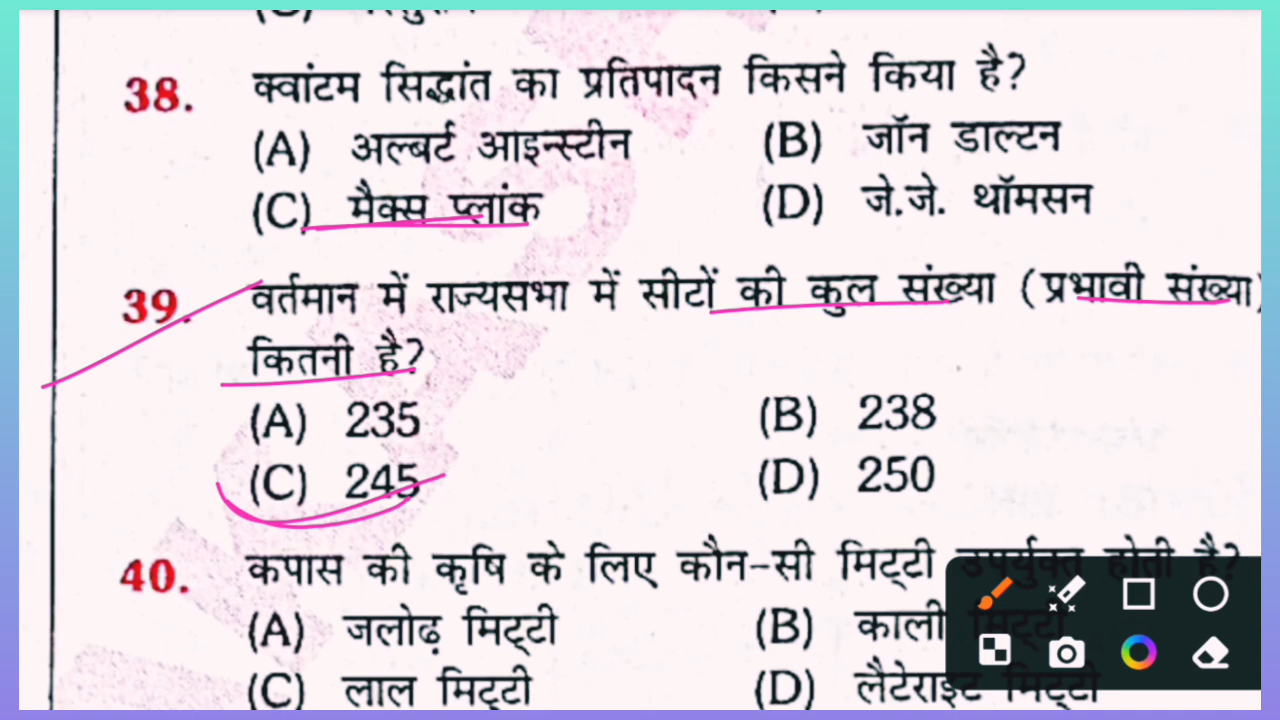 38. क्वांटम सिद्धांत का प्रतिपादन किसने किया है?
(A) अल्बर्ट आइन्स्टीन (B) जॉन डाल्टन
(C) मैक्स प्लांक (D) जे.जे. थॉमसन
39. वर्तमान में राज्यसभा में सीटों की कुल संख्या (प्रभावी संख्या)
कितनी है?
(A) 235 (B) 238
(C) 245 (D) 250
40. कपास की कृषि के लिए कौन-सी मिट्टी उपर्युक्त होती है?
(A) जलोढ़ मिट्टी (B) काली मिट्टी
(C) लाल मिट्टी (D) लैटेराइट मिट्टी